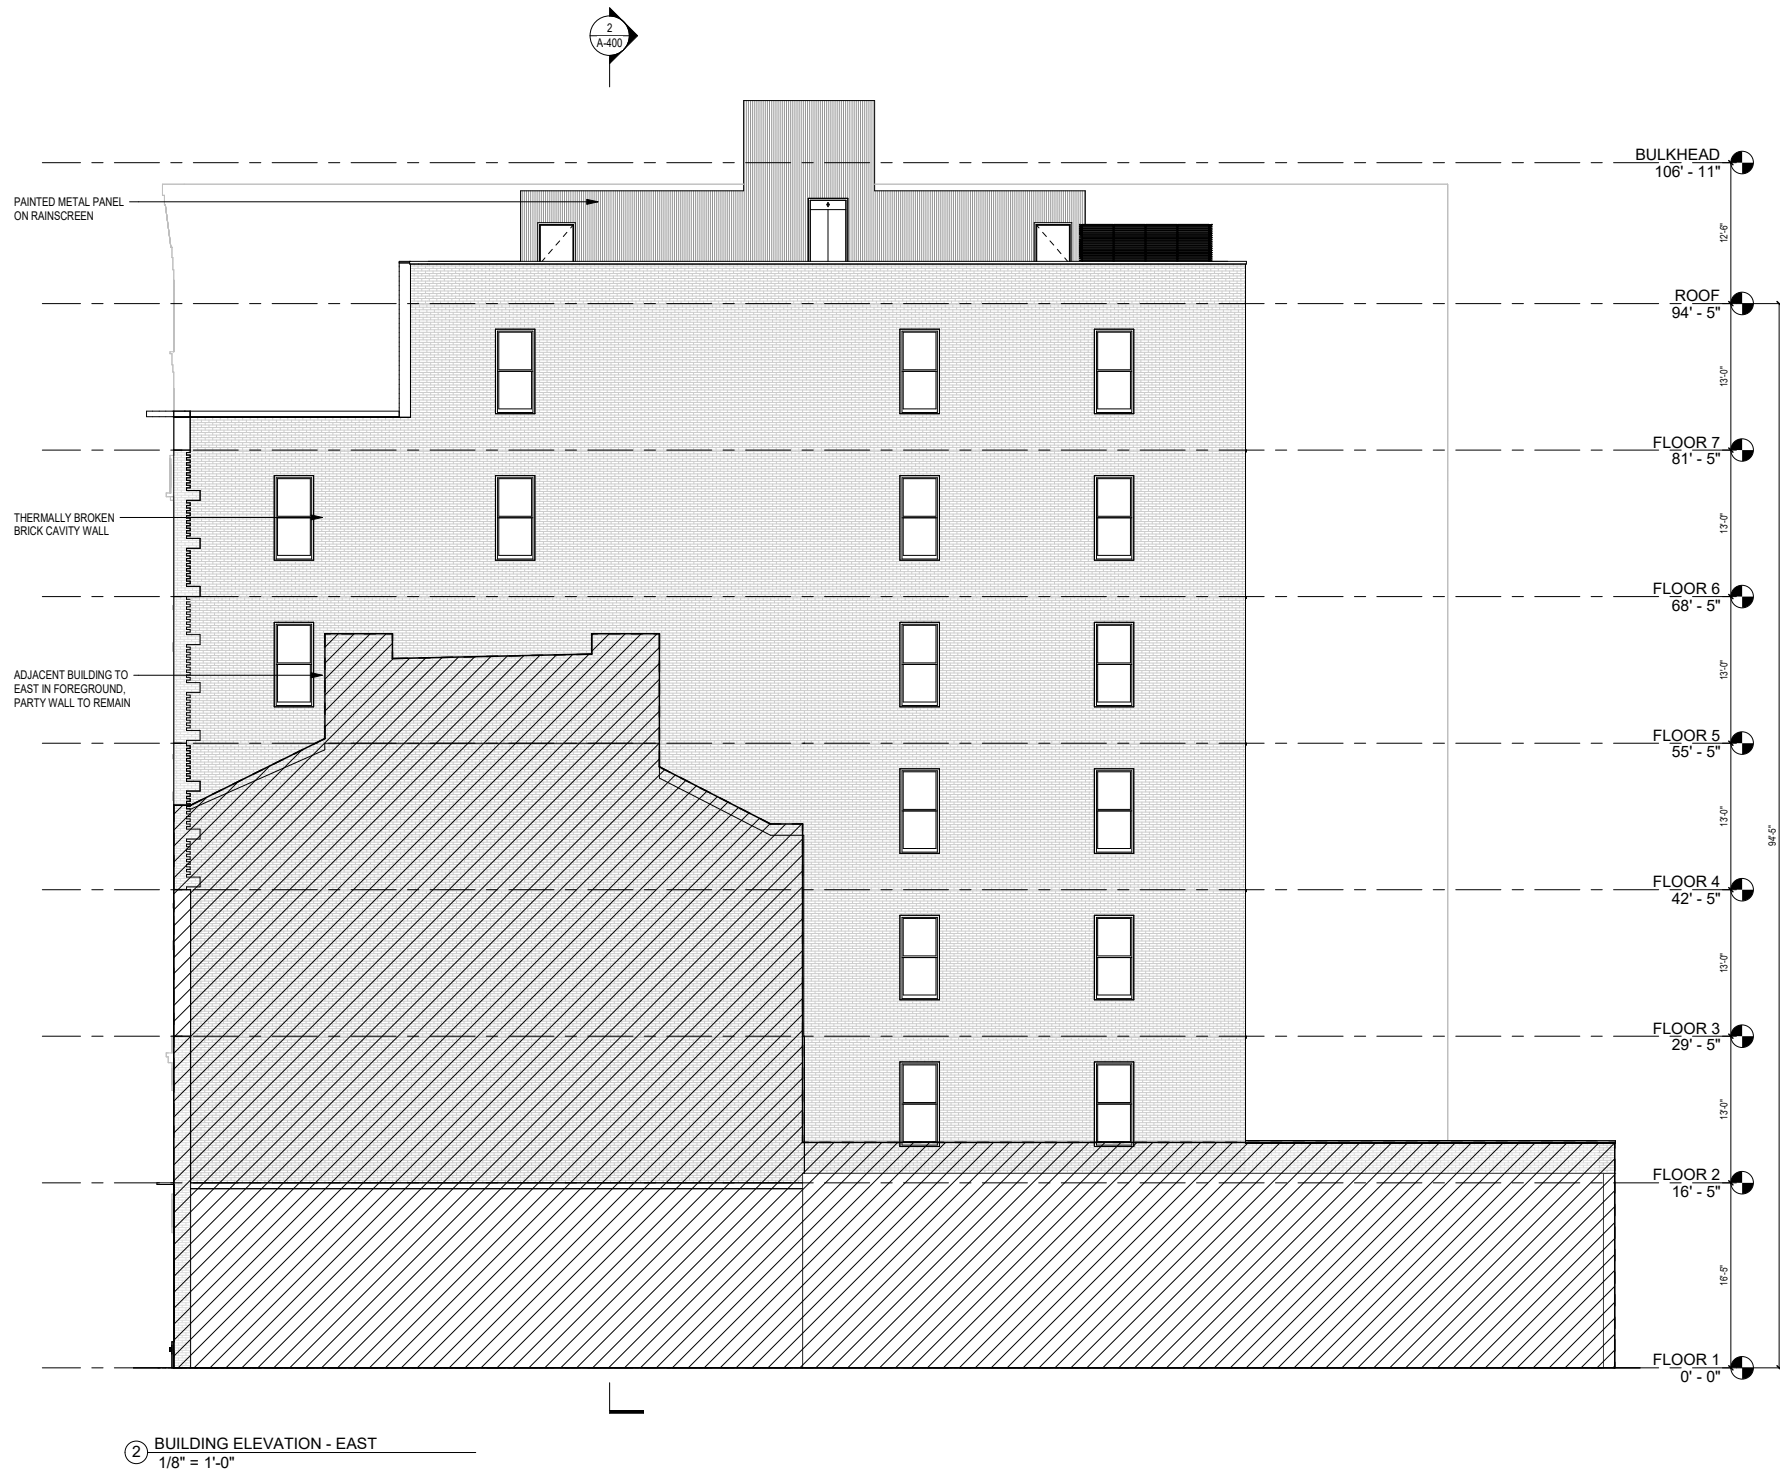 2
A-400
BULKHEAD
106' - 11"
PAINTED METAL PANEL
ON RAINSCREEN
12'-6"
ROOF
94' - 5"
13'-0"
FLOOR 7
81' - 5"
THERMALLY BROKEN
BRICK CAVITY WALL
13'-0"
FLOOR 6
68' - 5"
ADJACENT BUILDING TO
EAST IN FOREGROUND,
PARTY WALL TO REMAIN
13'-0"
FLOOR 5
55' - 5"
13'-0"
94'-5"
FLOOR 4
42' - 5"
13'-0"
FLOOR 3
29' - 5"
13'-0"
FLOOR 2
16' - 5"
16'-5"
FLOOR 1
0' - 0"
2
BUILDING ELEVATION - EAST
1/8" = 1'-0"